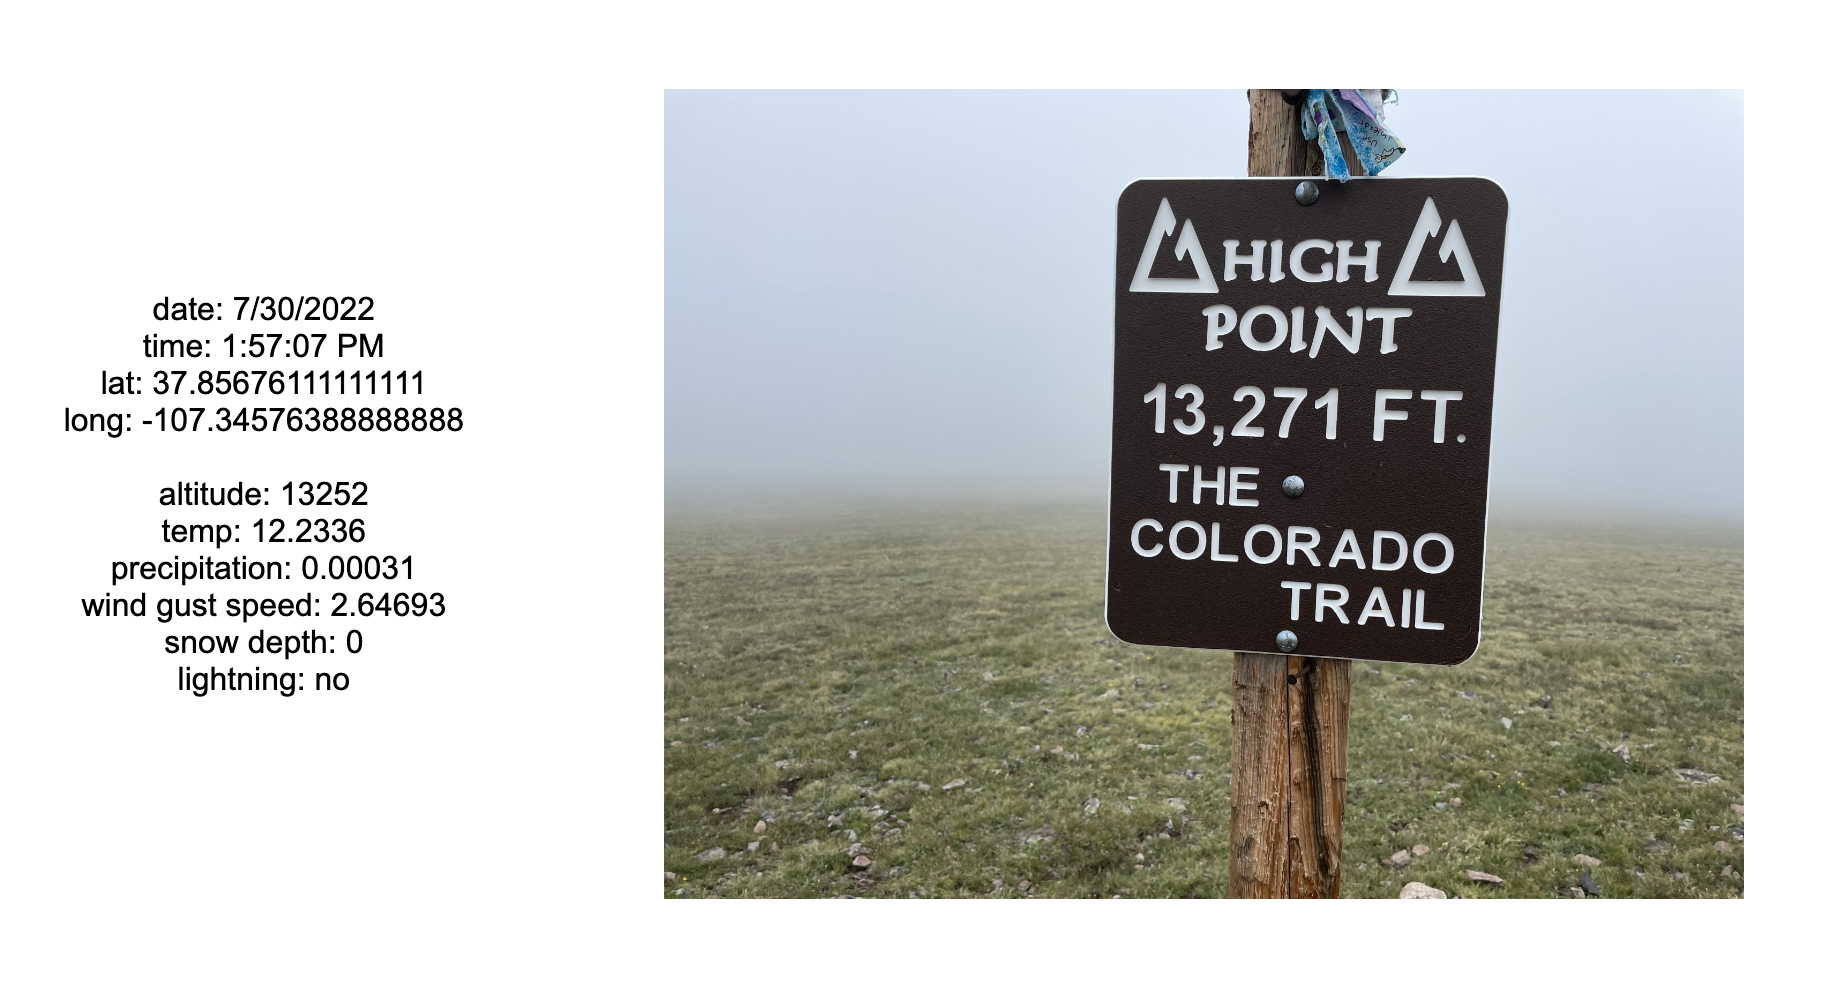 date: 7/30/2022
time: 1:57:07 PM
lat: 37.85676111111111
long: -107.34576388888888
altitude: 13252
temp: 12.2336
precipitation: 0.00031
wind gust speed: 2.64693
snow depth: 0
lightning: no
HIGH
POINT
13,271 FT.
THE
COLORADO
TRAIL